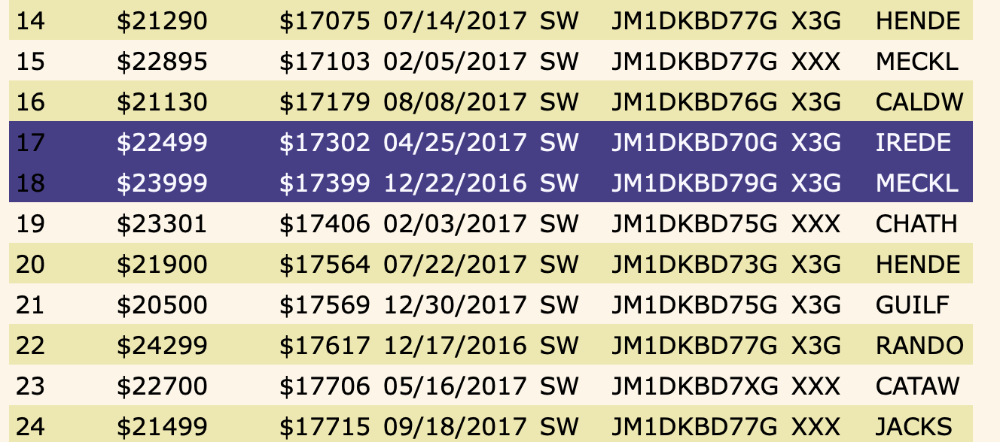 14 $21290 $17075 07/14/2017 SW JM1DKBD77G X3G HENDE
15 $22895 $17103 02/05/2017 SW JM1DKBD77G XXX MECKL
16 $21130 $17179 08/08/2017 SW JM1DKBD76G X3G CALDW
17 $22499 $17302 04/25/2017 SW JM1DKBD70G X3G IREDE
18 $23999 $17399 12/22/2016 SW JM1DKBD79G X3G MECKL
19 $23301 $17406 02/03/2017 SW JM1DKBD75G XXX CHATH
20 $21900 $17564 07/22/2017 SW JM1DKBD73G X3G HENDE
21 $20500 $17569 12/30/2017 SW JM1DKBD75G X3G GUILF
22 $24299 $17617 12/17/2016 SW JM1DKBD77G X3G RANDO
23 $22700 $17706 05/16/2017 SW JM1DKBD7XG XXX CATAW
24 $21499 $17715 09/18/2017 SW JM1DKBD77G XXX JACKS